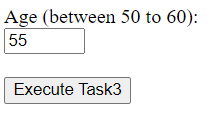 Age (between 50 to 60):
55
Execute Task3